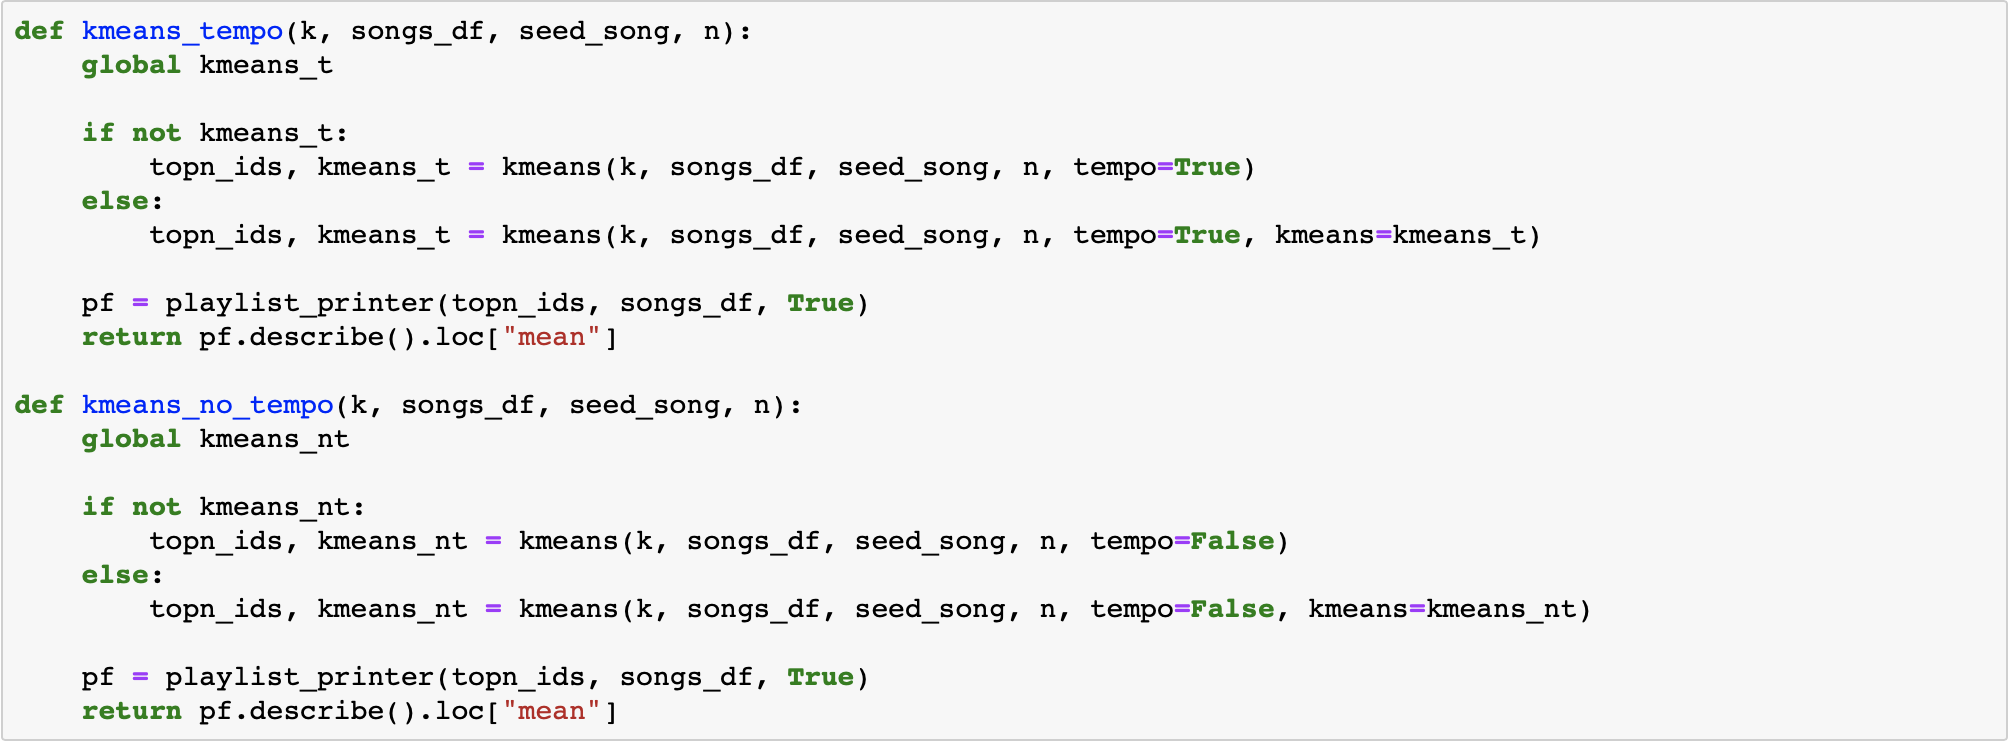 def kmeans_tempo(k, songs_df, seed_song, n):
    global kmeans_t

    if not kmeans_t:
        topn_ids, kmeans_t = kmeans(k, songs_df, seed_song, n, tempo=True)
    else:
        topn_ids, kmeans_t = kmeans(k, songs_df, seed_song, n, tempo=True, kmeans=kmeans_t)

    pf = playlist_printer(topn_ids, songs_df, True)
    return pf.describe().loc["mean"]

def kmeans_no_tempo(k, songs_df, seed_song, n):
    global kmeans_nt

    if not kmeans_nt:
        topn_ids, kmeans_nt = kmeans(k, songs_df, seed_song, n, tempo=False)
    else:
        topn_ids, kmeans_nt = kmeans(k, songs_df, seed_song, n, tempo=False, kmeans=kmeans_nt)

    pf = playlist_printer(topn_ids, songs_df, True)
    return pf.describe().loc["mean"]